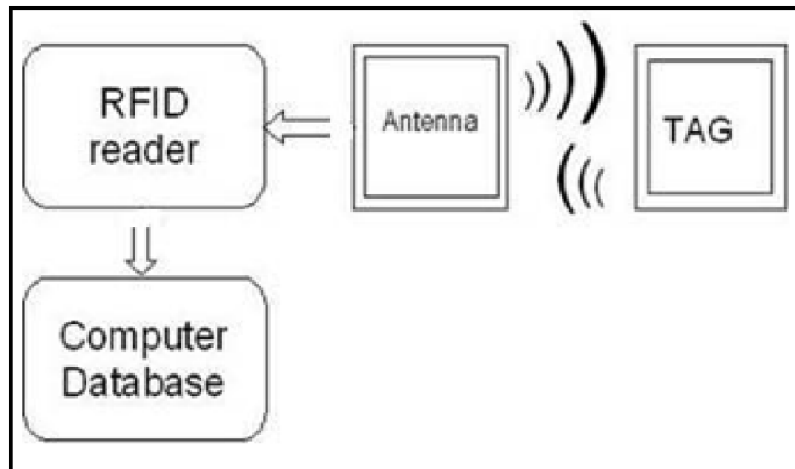 RFID
reader
Antenna
TAG
Computer
Database